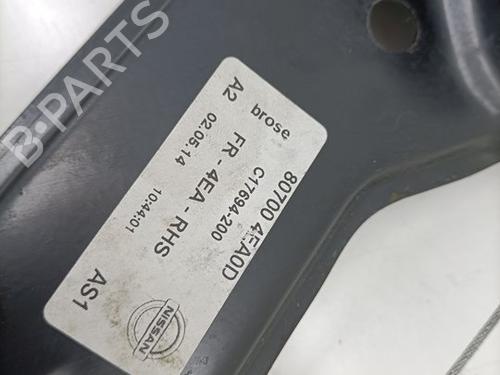 B-PARTS
brose
80700 4EA0D
C17694-200
A2 FR - 4EA - RHS
02.05.14
10:44:01
AS1
NISSAN